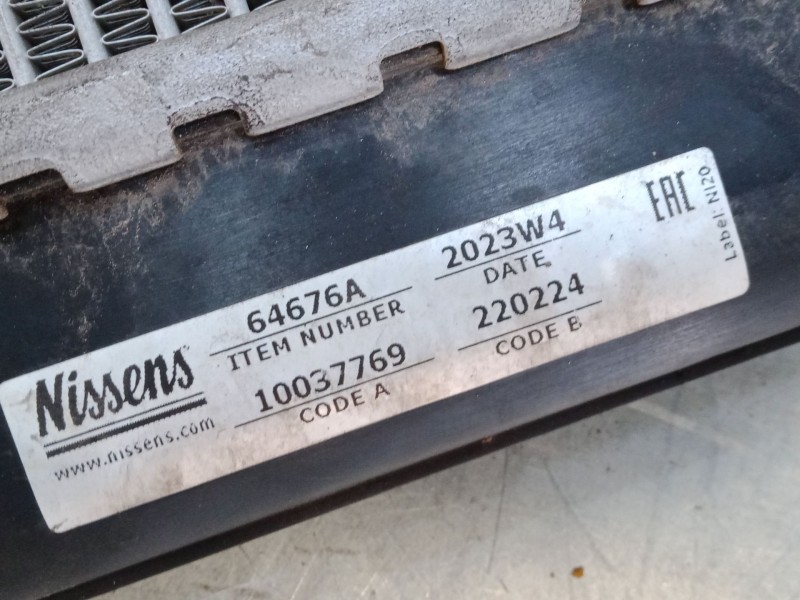 Nissens
www.nissens.com
64676A
ITEM NUMBER
2023W4
DATE
10037769
CODE A
220224
CODE B
EAC
Label: NI20